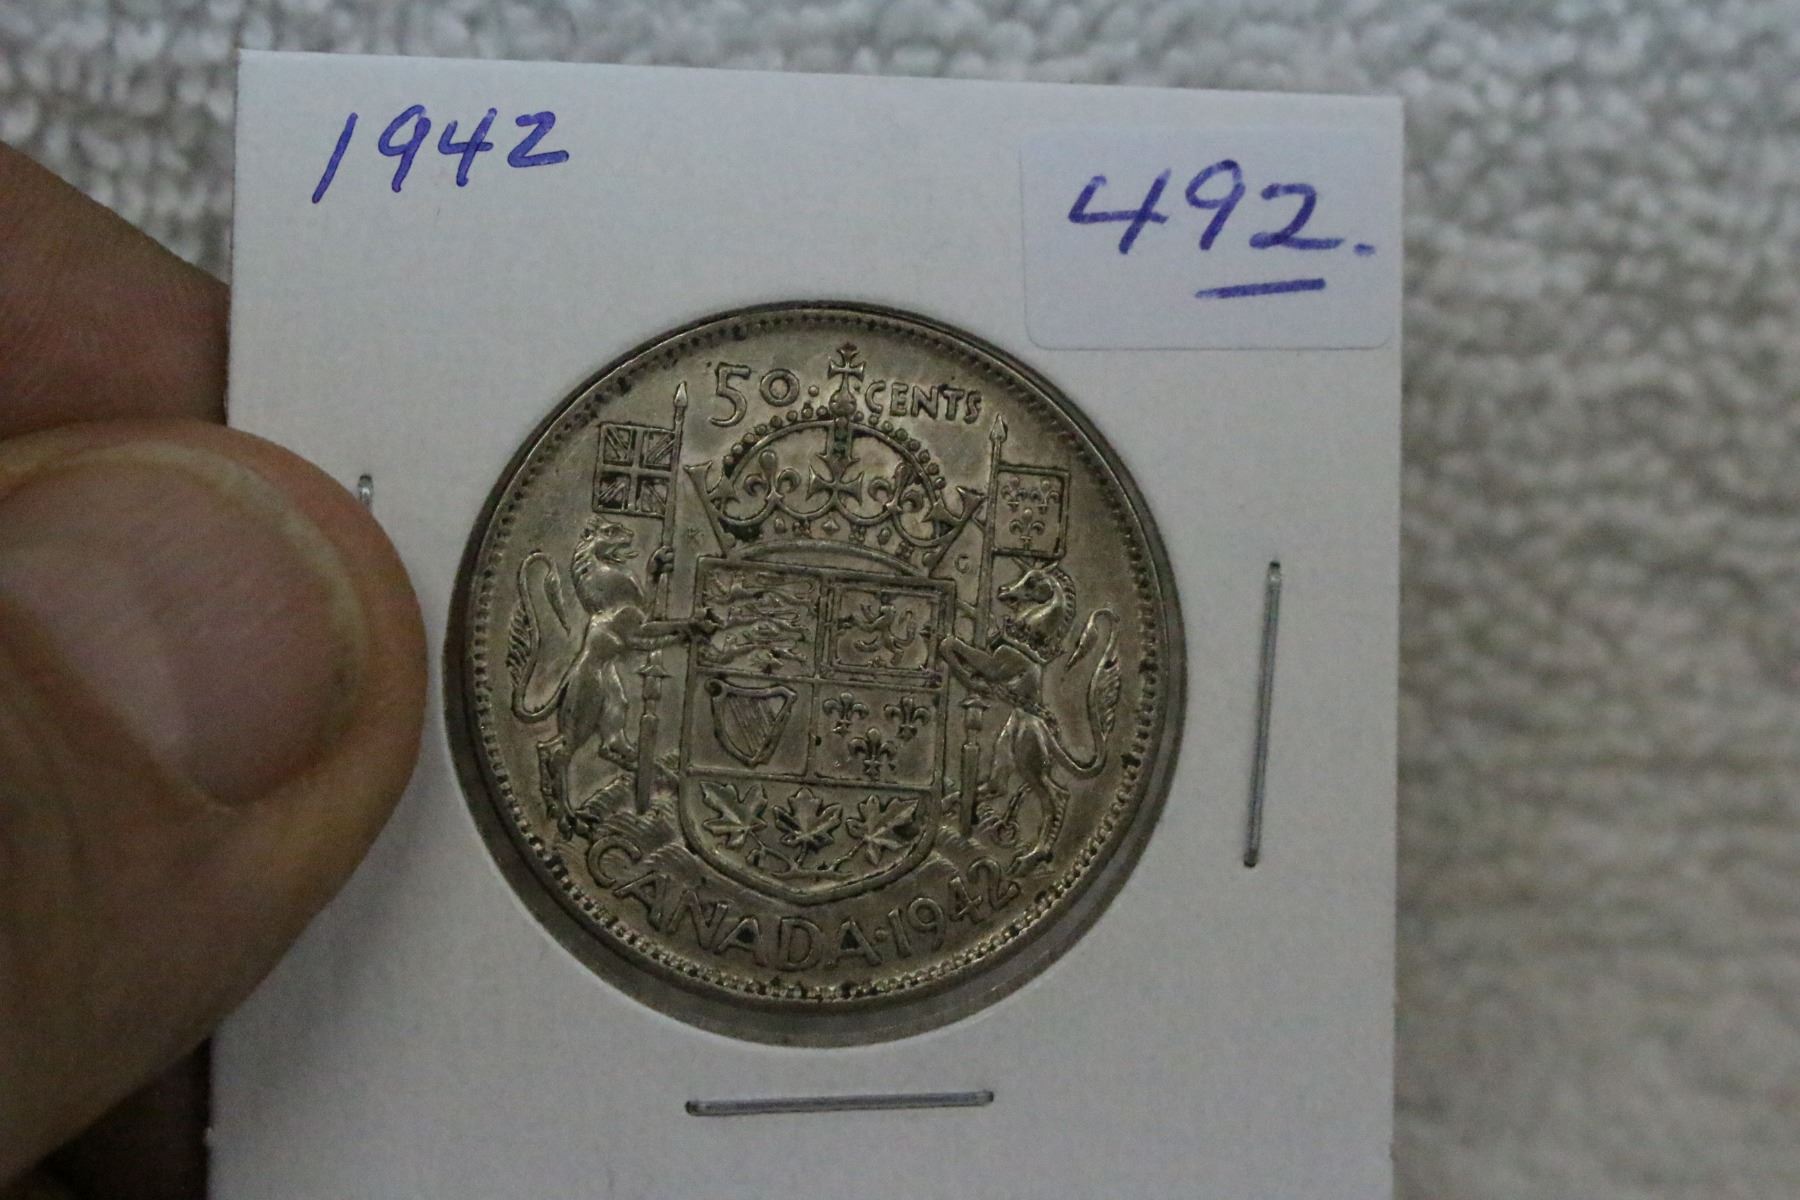 1942
492.
50 · CENTS
K G
CANADA · 1942